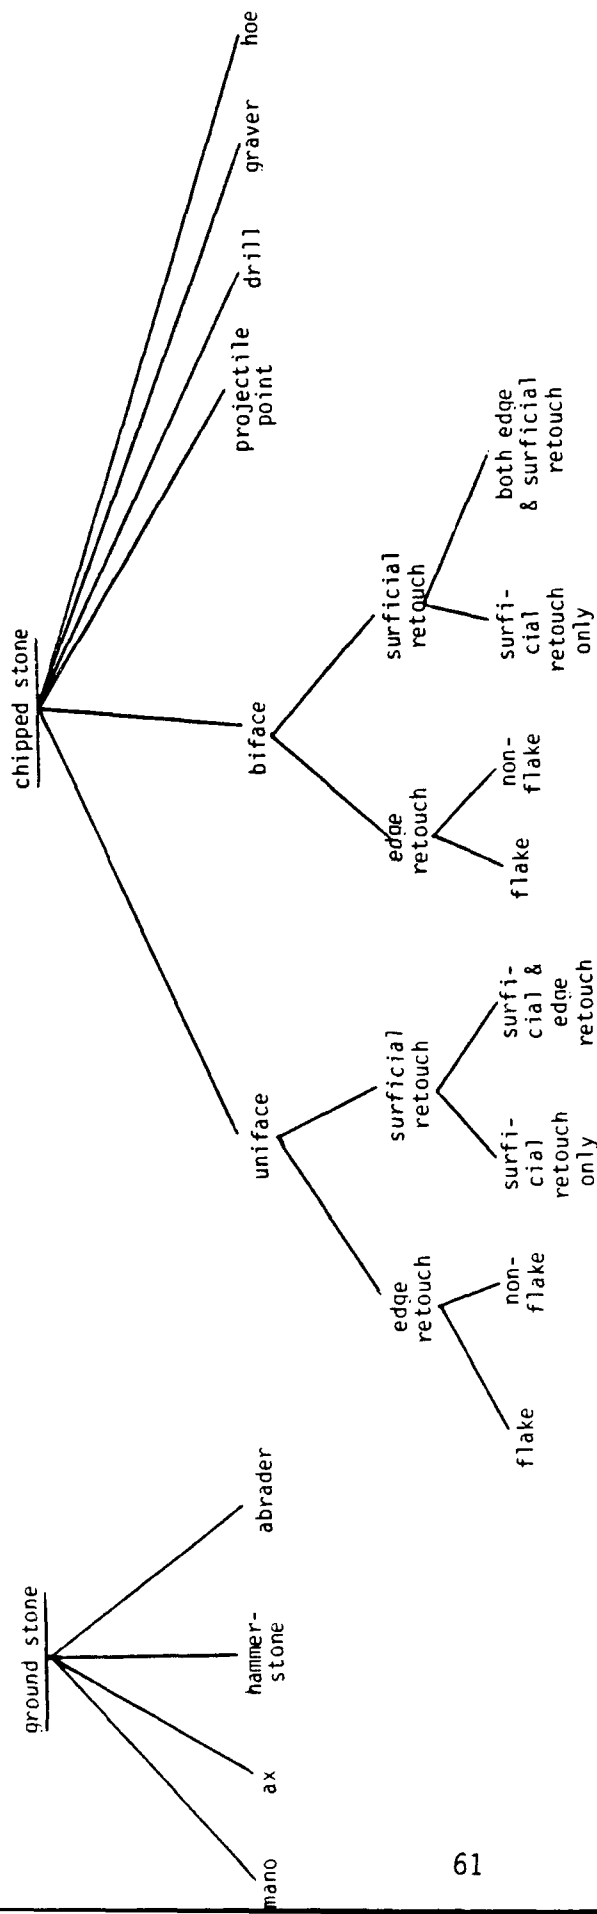 ground stone
mano
ax
hammer-
stone
abrader
chipped stone
uniface
biface
projectile
point
drill
graver
hoe
edge
retouch
surficial
retouch
edge
retouch
surficial
retouch
flake
non-
flake
surfi-
cial
retouch
only
surfi-
cial &
edge
retouch
flake
non-
flake
surfi-
cial
retouch
only
both edge
& surficial
retouch
61